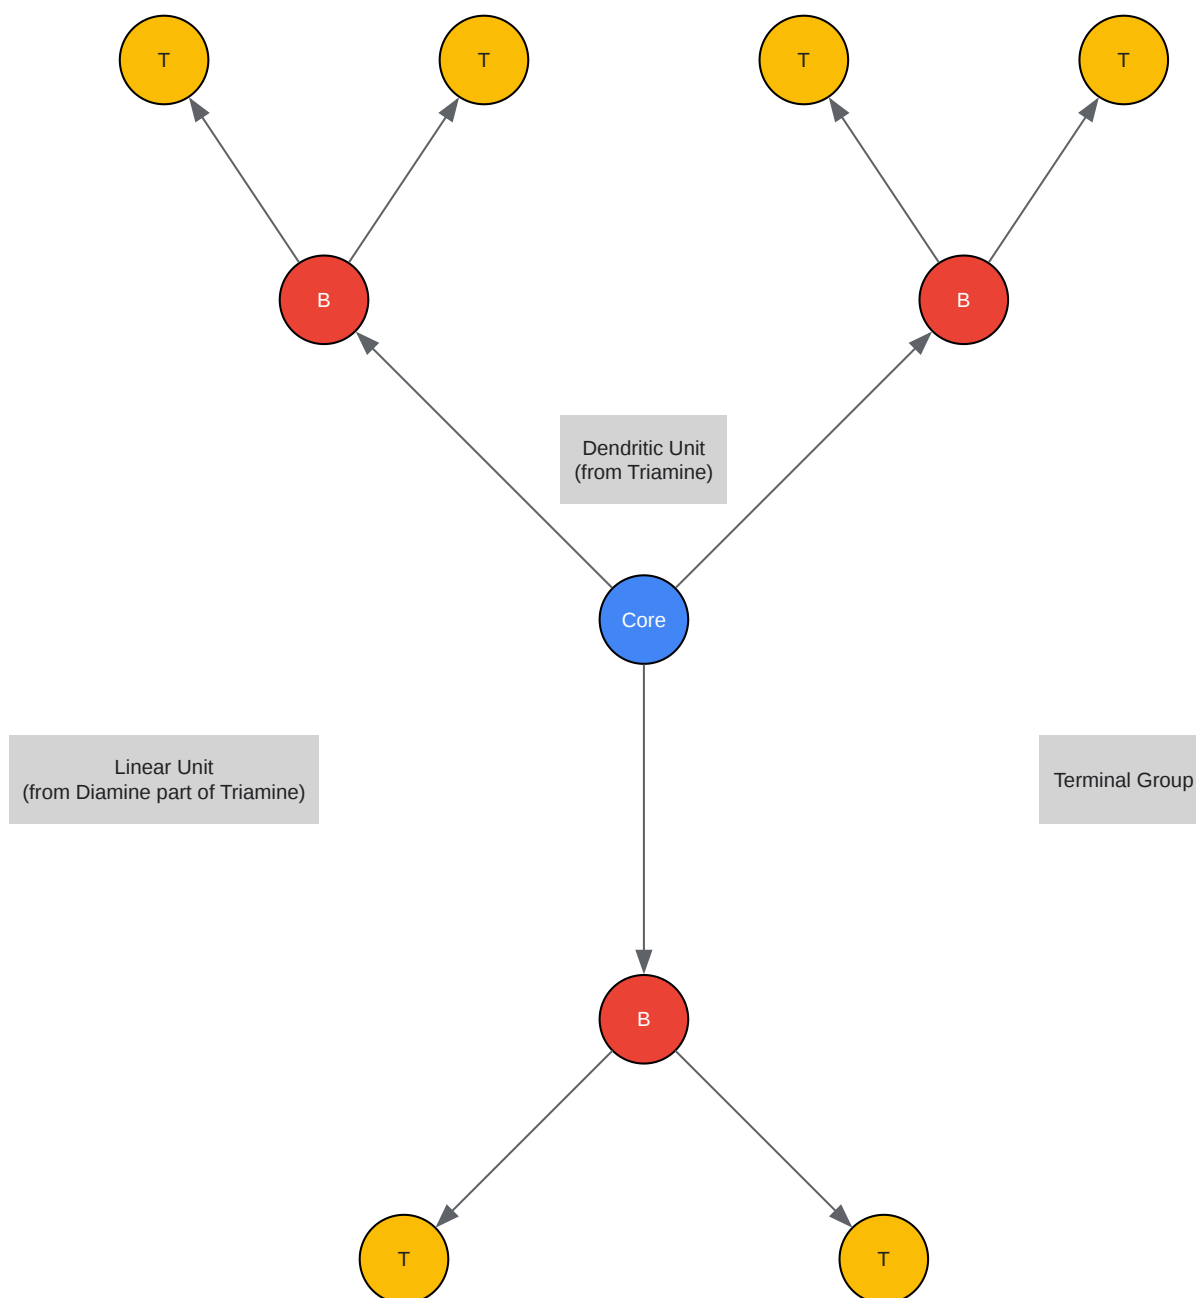 T
T
T
T
B
B
Dendritic Unit
(from Triamine)
Core
Linear Unit
(from Diamine part of Triamine)
Terminal Group
B
T
T